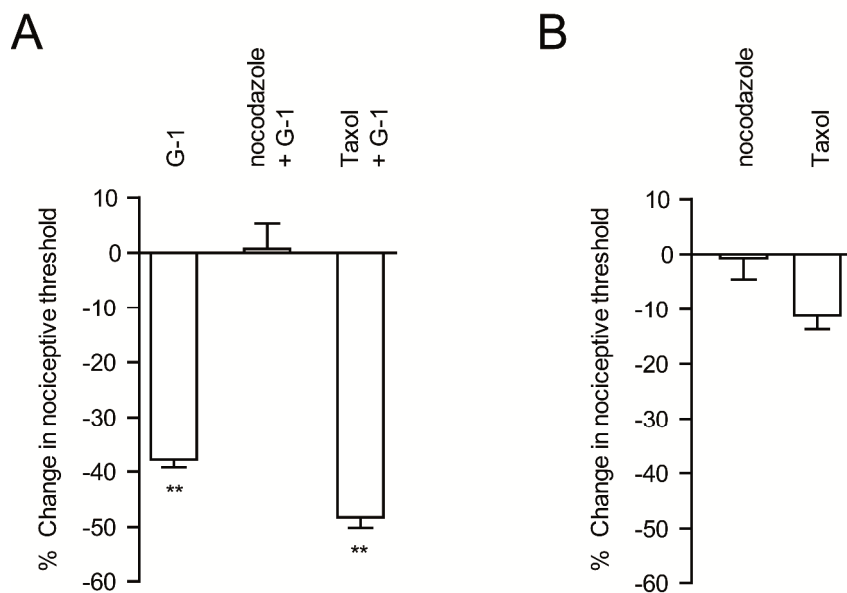 A
G-1
nocodazole
+ G-1
Taxol
+ G-1
% Change in nociceptive threshold
10
0
-10
-20
-30
-40
-50
-60
**
**
B
nocodazole
Taxol
% Change in nociceptive threshold
10
0
-10
-20
-30
-40
-50
-60